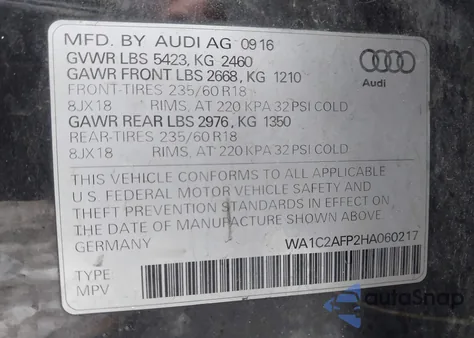 MFD. BY AUDI AG 09 16
GVWR LBS 5423, KG 2460
GAWR FRONT LBS 2668, KG 1210
FRONT-TIRES 235/60 R18
8JX18 RIMS, AT 220 KPA 32 PSI COLD
GAWR REAR LBS 2976, KG 1350
REAR-TIRES 235/60 R18
8JX18 RIMS, AT 220 KPA 32 PSI COLD
Audi
THIS VEHICLE CONFORMS TO ALL APPLICABLE
U.S. FEDERAL MOTOR VEHICLE SAFETY AND
THEFT PREVENTION STANDARDS IN EFFECT ON
THE DATE OF MANUFACTURE SHOWN ABOVE.
GERMANY WA1C2AFP2HA060217
TYPE
MPV
autoSnap